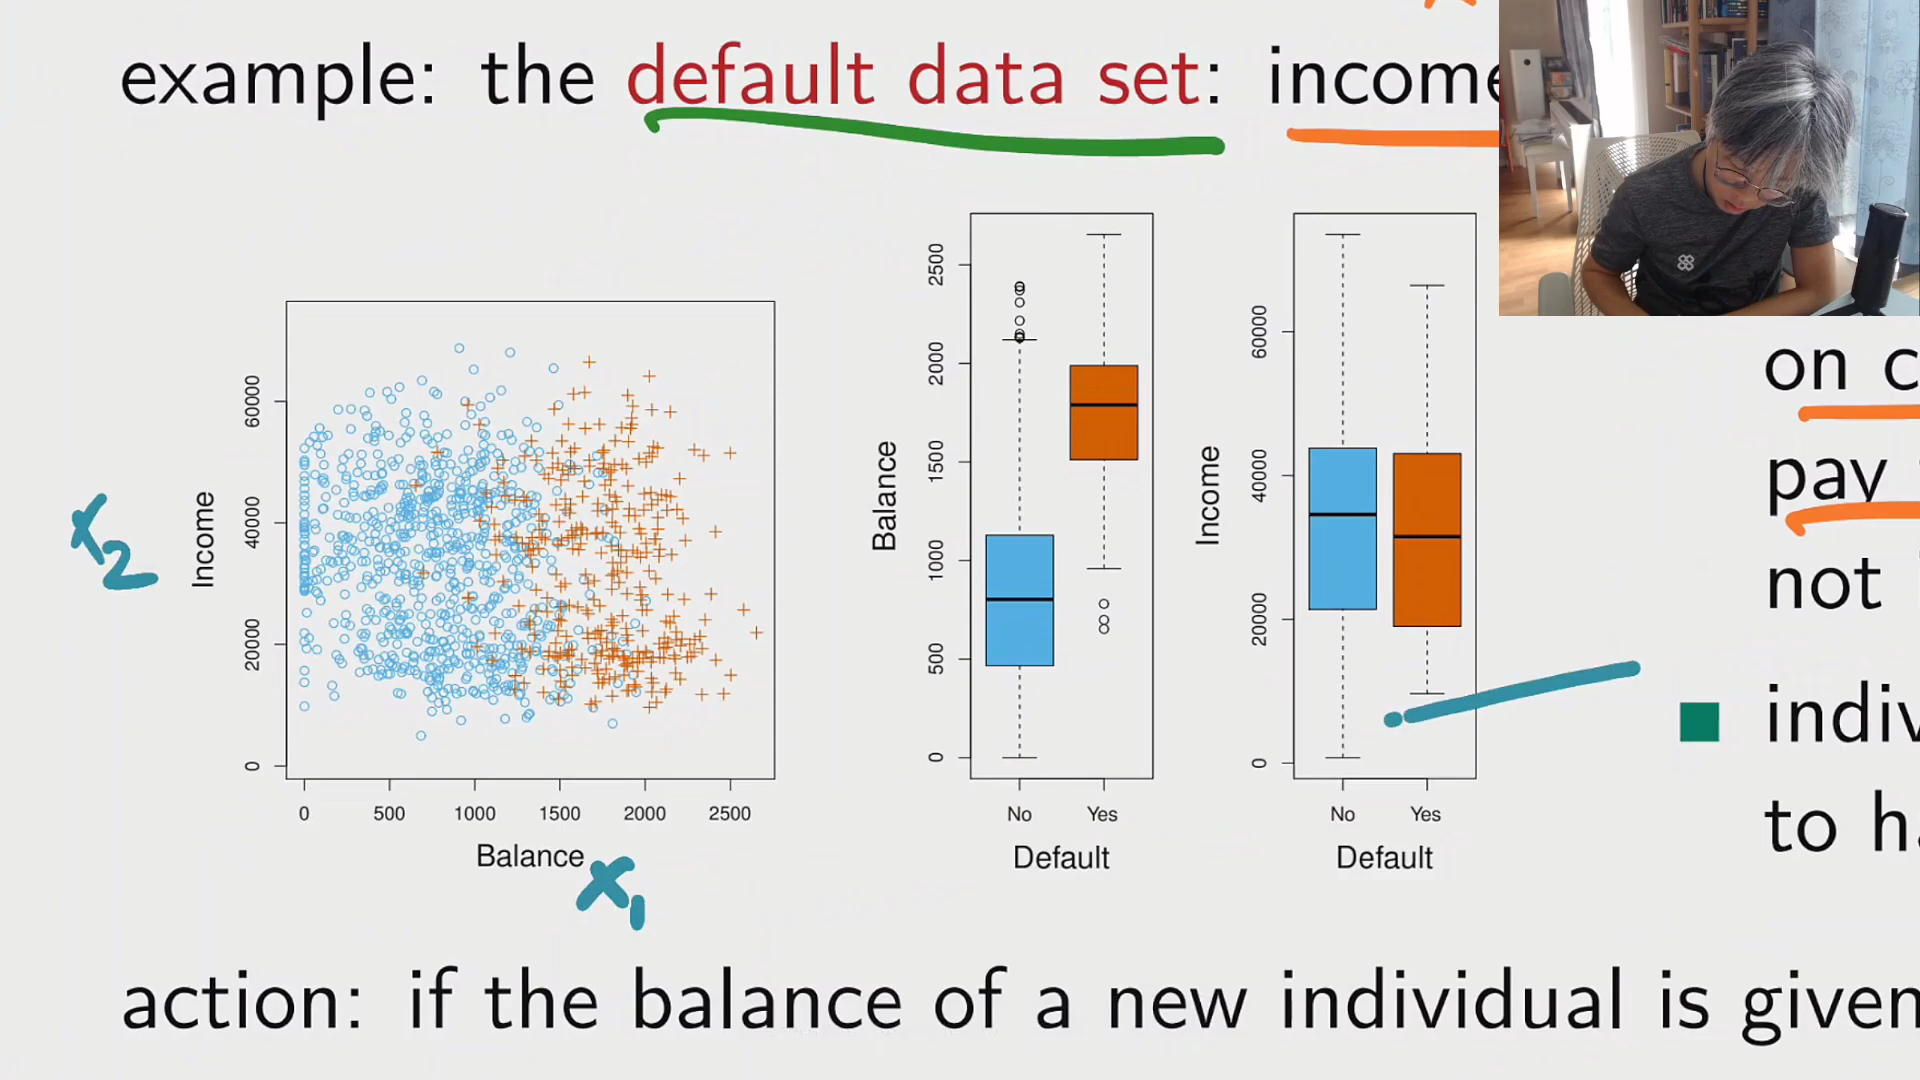 example: the default data set: income
on c
pay
not
indiv
to ha
action: if the balance of a new individual is given
Income
60000
40000
20000
0
0 500 1000 1500 2000 2500
Balance
x₂
x₁
Balance
2500
2000
1500
1000
500
0
No Yes
Default
Income
60000
40000
20000
0
No Yes
Default